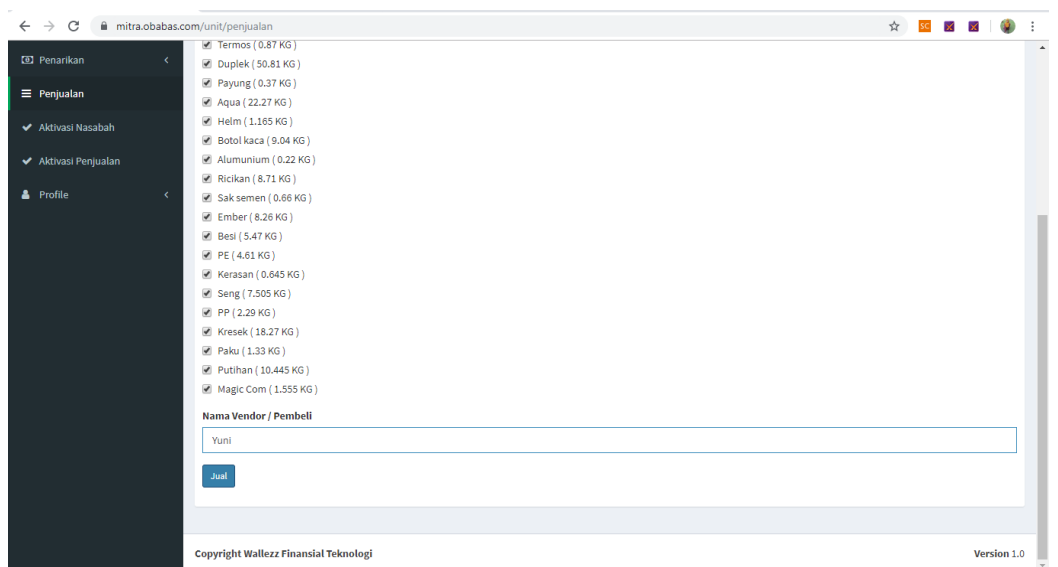 mitra.obabas.com/unit/penjualan
SC
Penarikan
Penjualan
Aktivasi Nasabah
Aktivasi Penjualan
Profile
Termos ( 0.87 KG )
Duplek ( 50.81 KG )
Payung ( 0.37 KG )
Aqua ( 22.27 KG )
Helm ( 1.165 KG )
Botol kaca ( 9.04 KG )
Alumunium ( 0.22 KG )
Ricikan ( 8.71 KG )
Sak semen ( 0.66 KG )
Ember ( 8.26 KG )
Besi ( 5.47 KG )
PE ( 4.61 KG )
Kerasan ( 0.645 KG )
Seng ( 7.505 KG )
PP ( 2.29 KG )
Kresek ( 18.27 KG )
Paku ( 1.33 KG )
Putihan ( 10.445 KG )
Magic Com ( 1.555 KG )
Nama Vendor / Pembeli
Yuni
Jual
Copyright Wallezz Finansial Teknologi
Version 1.0